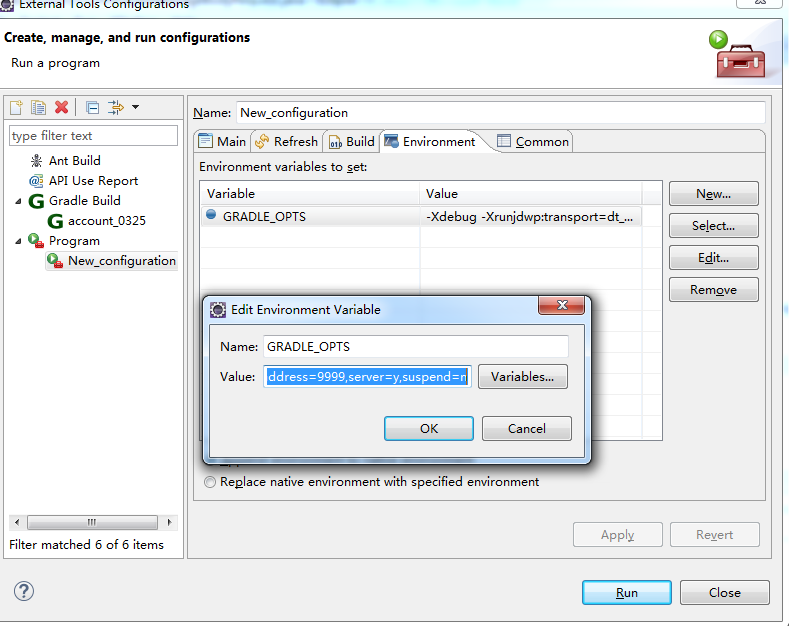 External Tools Configurations
Create, manage, and run configurations
Run a program
type filter text
Ant Build
API Use Report
Gradle Build
account_0325
Program
New_configuration
Filter matched 6 of 6 items
Name: New_configuration
Main Refresh Build Environment Common
Environment variables to set:
Variable Value
GRADLE_OPTS -Xdebug -Xrunjdwp:transport=dt_...
New...
Select...
Edit...
Remove
Edit Environment Variable
Name: GRADLE_OPTS
Value: ddress=9999,server=y,suspend=n Variables...
OK Cancel
Replace native environment with specified environment
Apply Revert
Run Close